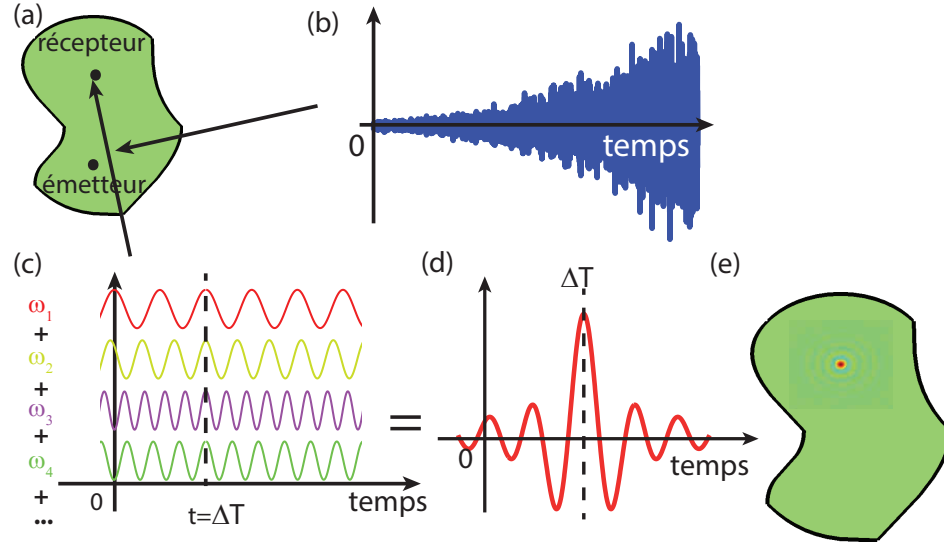 (a)
récepteur
émetteur
(b)
0
temps
(c)
ω1
+
ω2
+
ω3
+
ω4
+
...
0
t=ΔT
temps
=
(d)
ΔT
0
temps
(e)